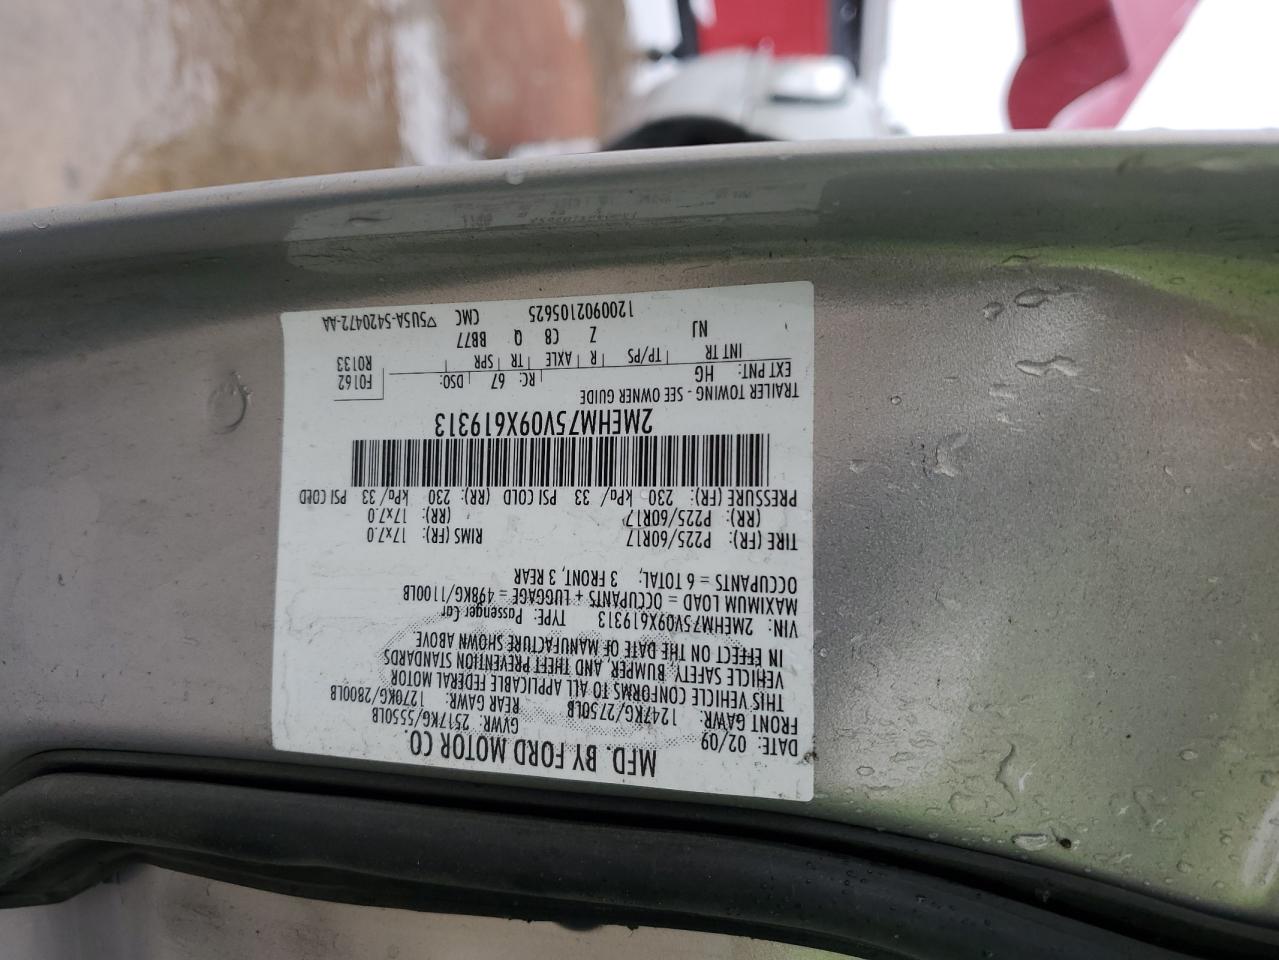 MFD. BY FORD MOTOR CO.
DATE: 02/09 GVWR: 2517KG/5550LB
FRONT GAWR: 1247KG/2750LB REAR GAWR: 1270KG/2800LB
THIS VEHICLE CONFORMS TO ALL APPLICABLE FEDERAL MOTOR
VEHICLE SAFETY, BUMPER, AND THEFT PREVENTION STANDARDS
IN EFFECT ON THE DATE OF MANUFACTURE SHOWN ABOVE
VIN: 2MEHM75V09X619313 TYPE: Passenger Car
MAXIMUM LOAD = OCCUPANTS + LUGGAGE = 498KG/1100LB
OCCUPANTS = 6 TOTAL; 3 FRONT, 3 REAR
TIRE (FR): P225/60R17 RIMS (FR): 17x7.0
(RR): P225/60R17 (RR): 17x7.0
PRESSURE (FR): 230 kPa/ 33 PSI COLD (RR): 230 kPa/ 33 PSI COLD
2MEHM75V09X619313
TRAILER TOWING - SEE OWNER GUIDE
EXT PNT: HG RC: 67 DSO: F0162
R0133
INT TR TP/PS R AXLE TR SPR
NJ Z C8 Q BB77
1200902105625 CMC ▽5USA-5420472-AA